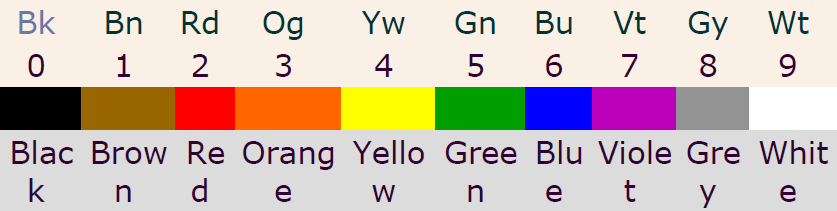 Bk Bn Rd Og Yw Gn Bu Vt Gy Wt
0 1 2 3 4 5 6 7 8 9
Blac Brow Re Orang Yello Gree Blu Viole Gre Whit
k n d e w n e t y e